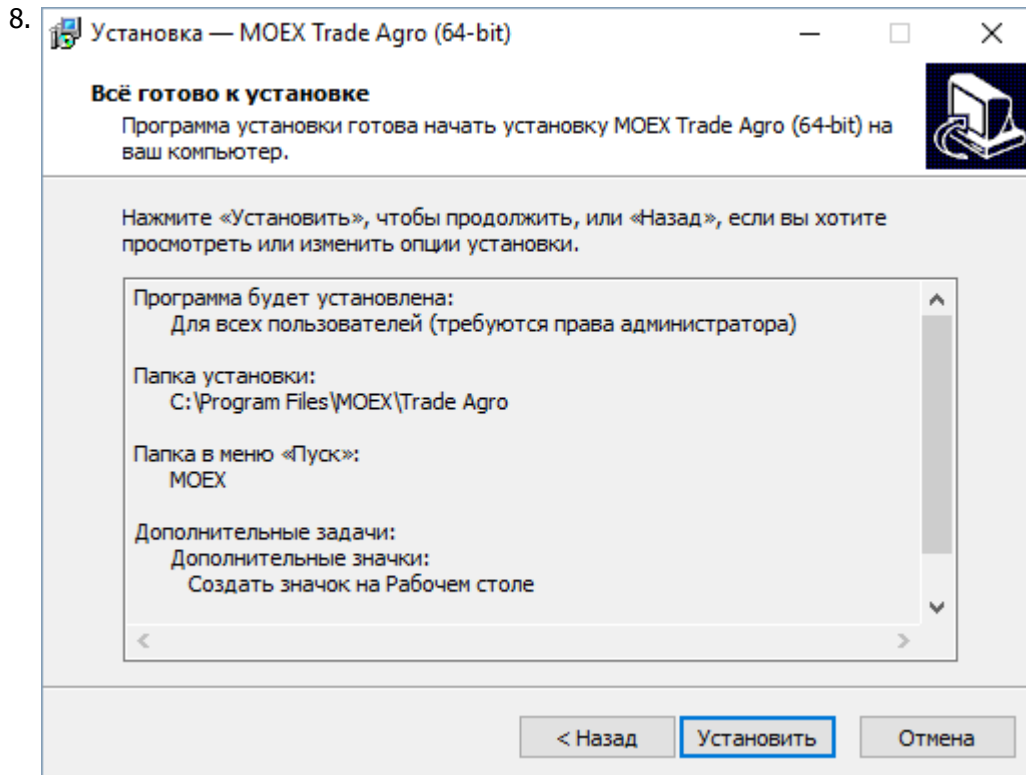 8.
Установка — MOEX Trade Agro (64-bit)
Всё готово к установке
Программа установки готова начать установку MOEX Trade Agro (64-bit) на
ваш компьютер.
Нажмите «Установить», чтобы продолжить, или «Назад», если вы хотите
просмотреть или изменить опции установки.
Программа будет установлена:
Для всех пользователей (требуются права администратора)
Папка установки:
C:\Program Files\MOEX\Trade Agro
Папка в меню «Пуск»:
MOEX
Дополнительные задачи:
Дополнительные значки:
Создать значок на Рабочем столе
< Назад
Установить
Отмена